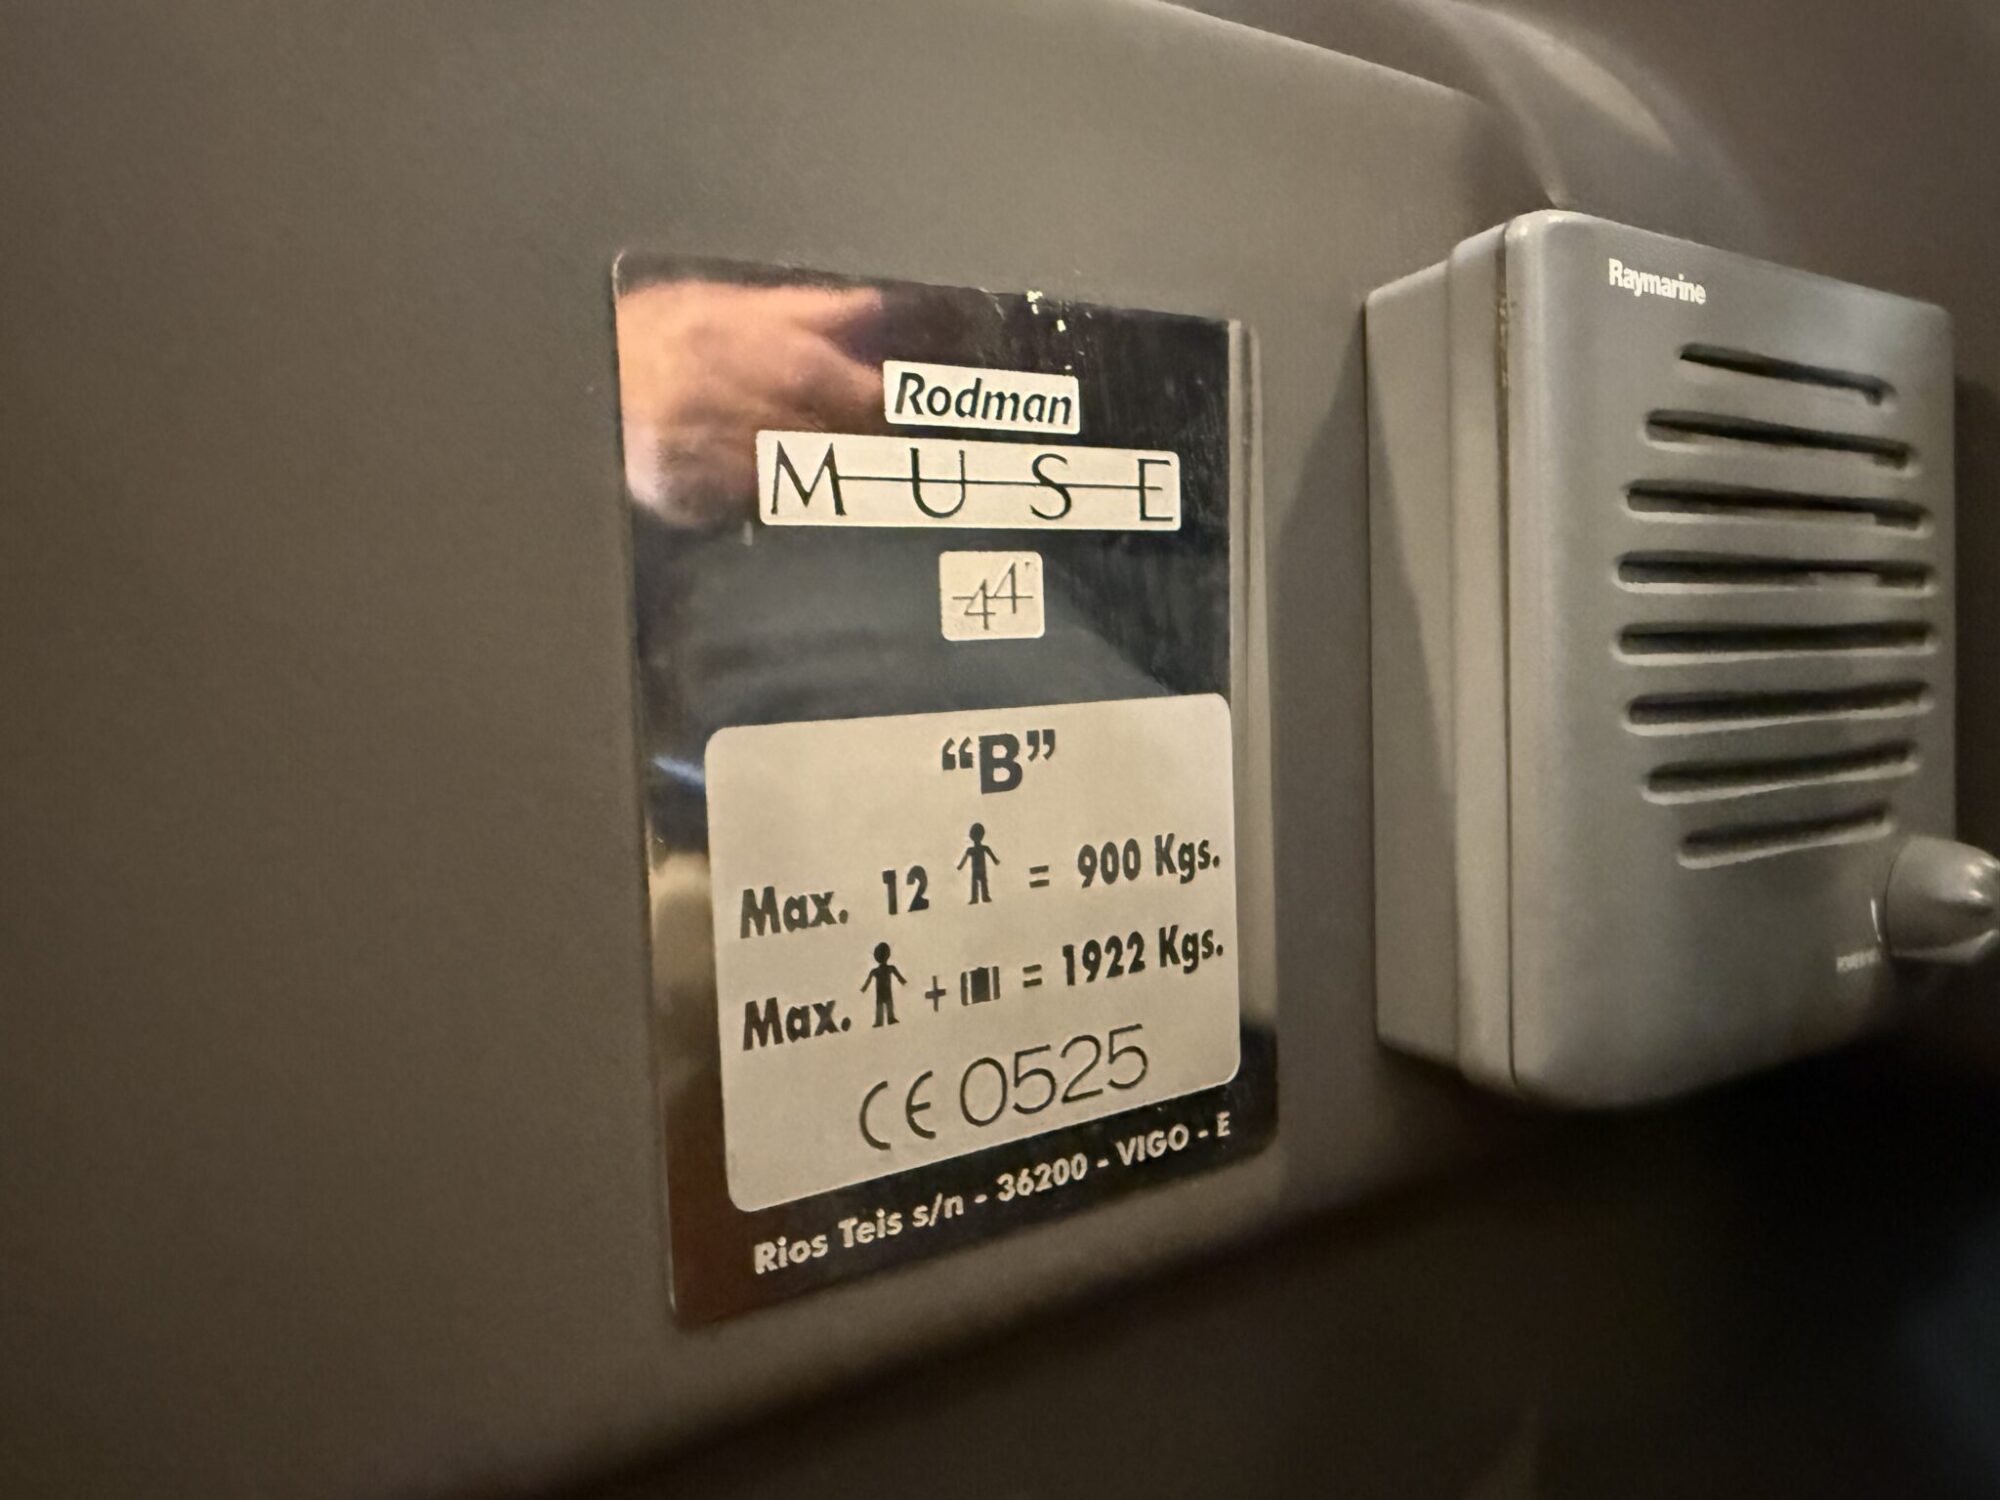 Rodman
MUSE
44'
"B"
Max. 12 = 900 Kgs.
Max. + = 1922 Kgs.
CE 0525
Rios Teis s/n - 36200 - VIGO - E
Raymarine